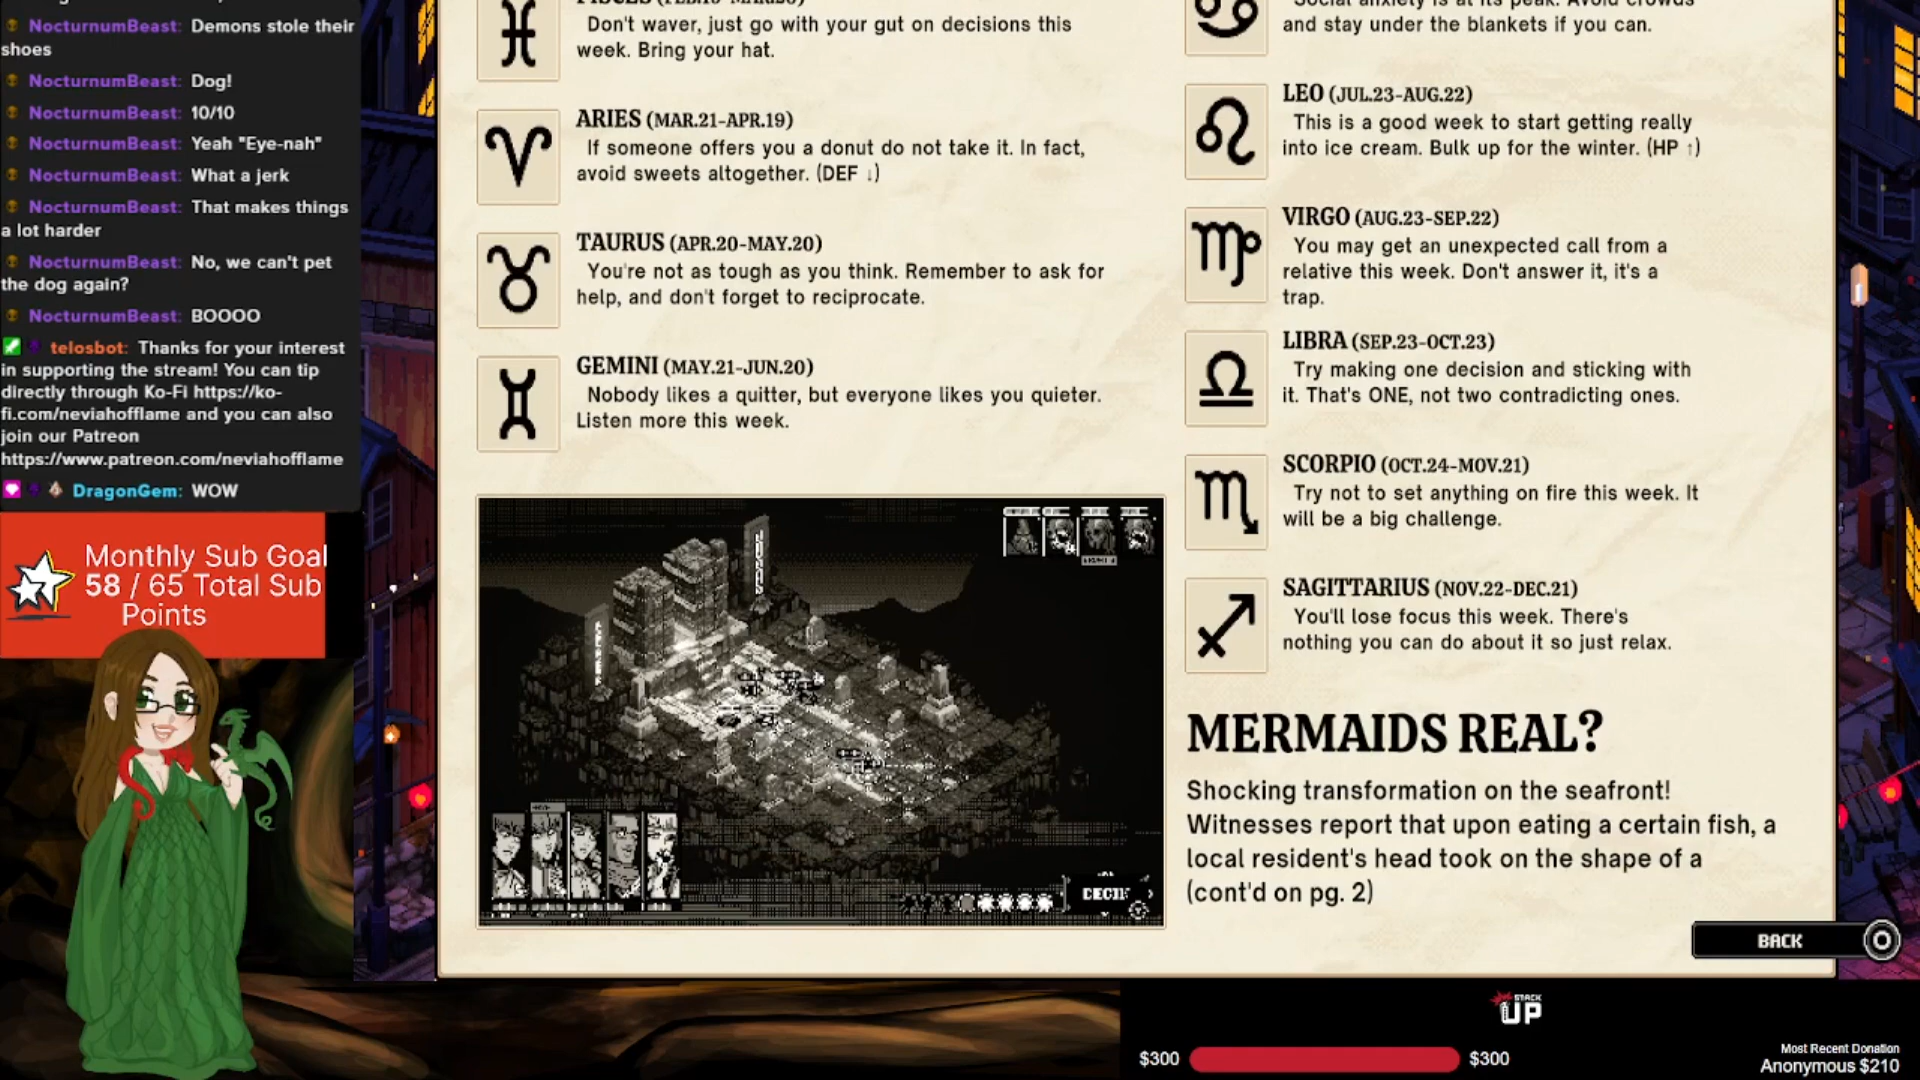 NocturnumBeast: Demons stole their
shoes
NocturnumBeast: Dog!
NocturnumBeast: 10/10
NocturnumBeast: Yeah "Eye-nah"
NocturnumBeast: What a jerk
NocturnumBeast: That makes things
a lot harder
NocturnumBeast: No, we can't pet
the dog again?
NocturnumBeast: BOOOO
telosbot: Thanks for your interest
in supporting the stream! You can tip
directly through Ko-Fi https://ko-
fi.com/neviahofflame and you can also
join our Patreon
https://www.patreon.com/neviahofflame
DragonGem: WOW
Monthly Sub Goal
58 / 65 Total Sub
Points
Don't waver, just go with your gut on decisions this
week. Bring your hat.
ARIES (MAR.21-APR.19)
If someone offers you a donut do not take it. In fact,
avoid sweets altogether. (DEF ↓)
TAURUS (APR.20-MAY.20)
You're not as tough as you think. Remember to ask for
help, and don't forget to reciprocate.
GEMINI (MAY.21-JUN.20)
Nobody likes a quitter, but everyone likes you quieter.
Listen more this week.
and stay under the blankets if you can.
LEO (JUL.23-AUG.22)
This is a good week to start getting really
into ice cream. Bulk up for the winter. (HP ↑)
VIRGO (AUG.23-SEP.22)
You may get an unexpected call from a
relative this week. Don't answer it, it's a
trap.
LIBRA (SEP.23-OCT.23)
Try making one decision and sticking with
it. That's ONE, not two contradicting ones.
SCORPIO (OCT.24-MOV.21)
Try not to set anything on fire this week. It
will be a big challenge.
SAGITTARIUS (NOV.22-DEC.21)
You'll lose focus this week. There's
nothing you can do about it so just relax.
MERMAIDS REAL?
Shocking transformation on the seafront!
Witnesses report that upon eating a certain fish, a
local resident's head took on the shape of a
(cont'd on pg. 2)
BACK
STACK
UP
$300
$300
Most Recent Donation
Anonymous $210